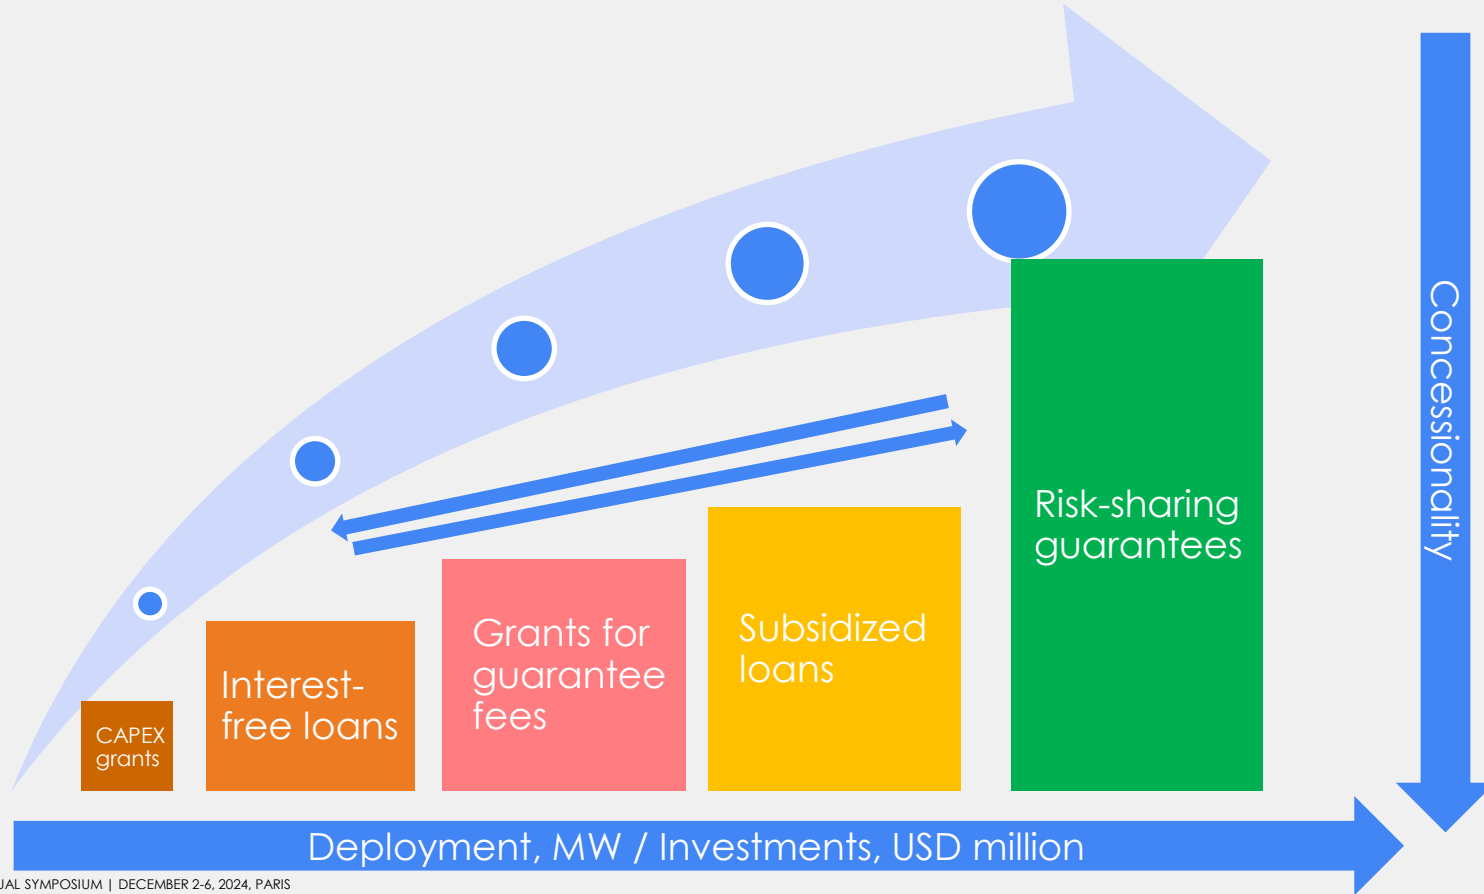 CAPEX
grants
Interest-
free loans
Grants for
guarantee
fees
Subsidized
loans
Risk-sharing
guarantees
Concessionality
Deployment, MW / Investments, USD million
SYMPOSIUM | DECEMBER 2-6, 2024, PARIS